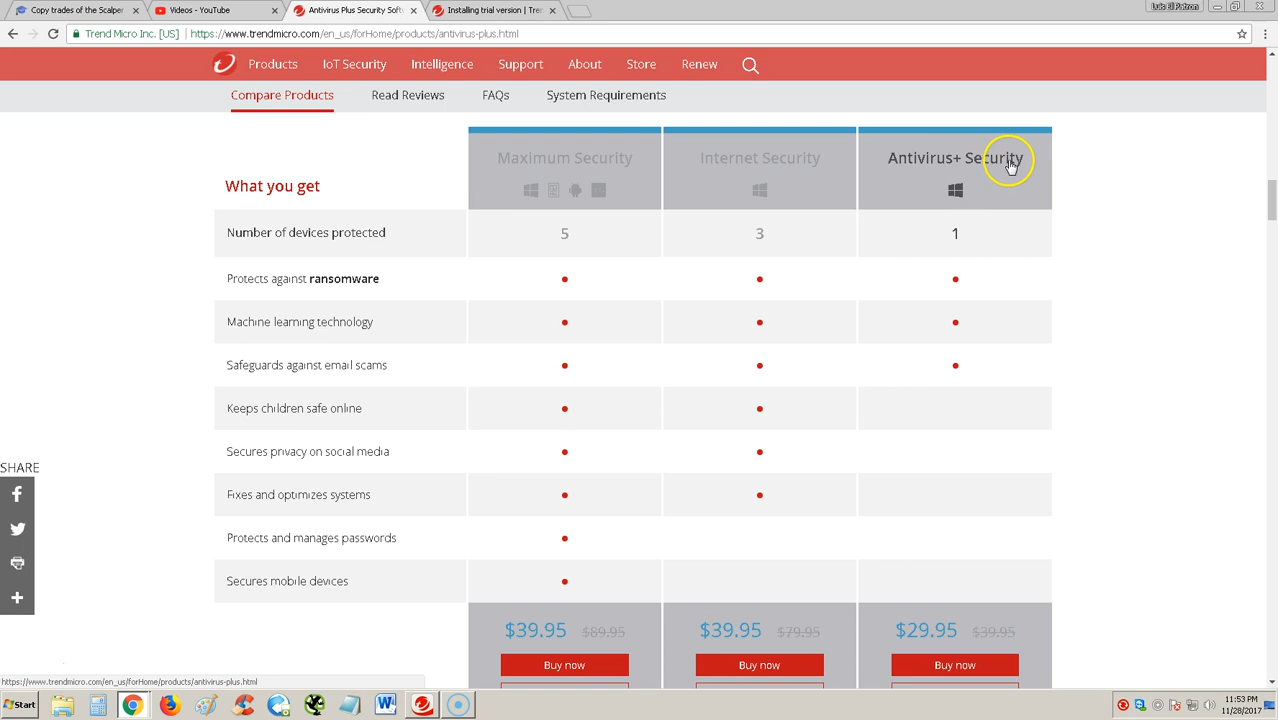 Copy trades of the Scalper
Videos - YouTube
Antivirus Plus Security Soft
Installing trial version | Tre
Luis El Patron
Trend Micro Inc. [US]
https://www.trendmicro.com/en_us/forHome/products/antivirus-plus.html
Products IoT Security Intelligence Support About Store Renew
Compare Products Read Reviews FAQs System Requirements
Maximum Security Internet Security Antivirus+ Security
What you get
Number of devices protected 5 3 1
Protects against ransomware
Machine learning technology
Safeguards against email scams
Keeps children safe online
Secures privacy on social media
Fixes and optimizes systems
Protects and manages passwords
Secures mobile devices
SHARE
$39.95 $89.95 $39.95 $79.95 $29.95 $39.95
Buy now Buy now Buy now
https://www.trendmicro.com/en_us/forHome/products/antivirus-plus.html
Start
11:53 PM
11/28/2017